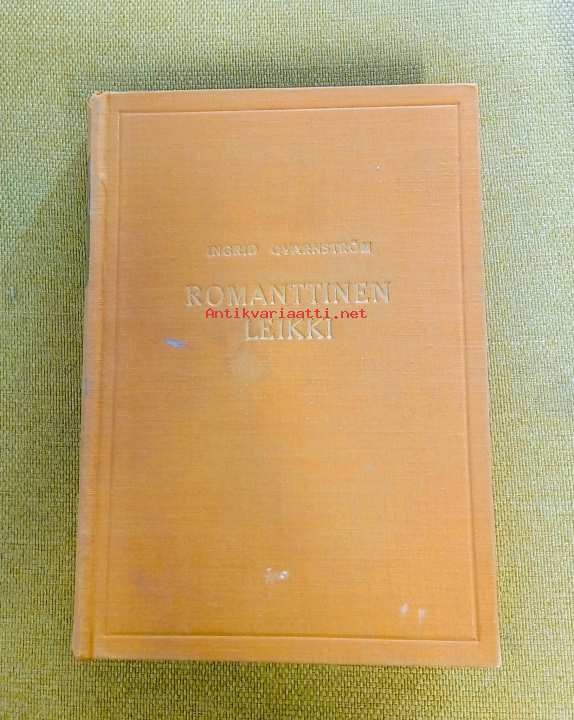 INGRID QVARNSTRÖM
ROMANTTINEN
Antikvariaatti.net
LEIKKI